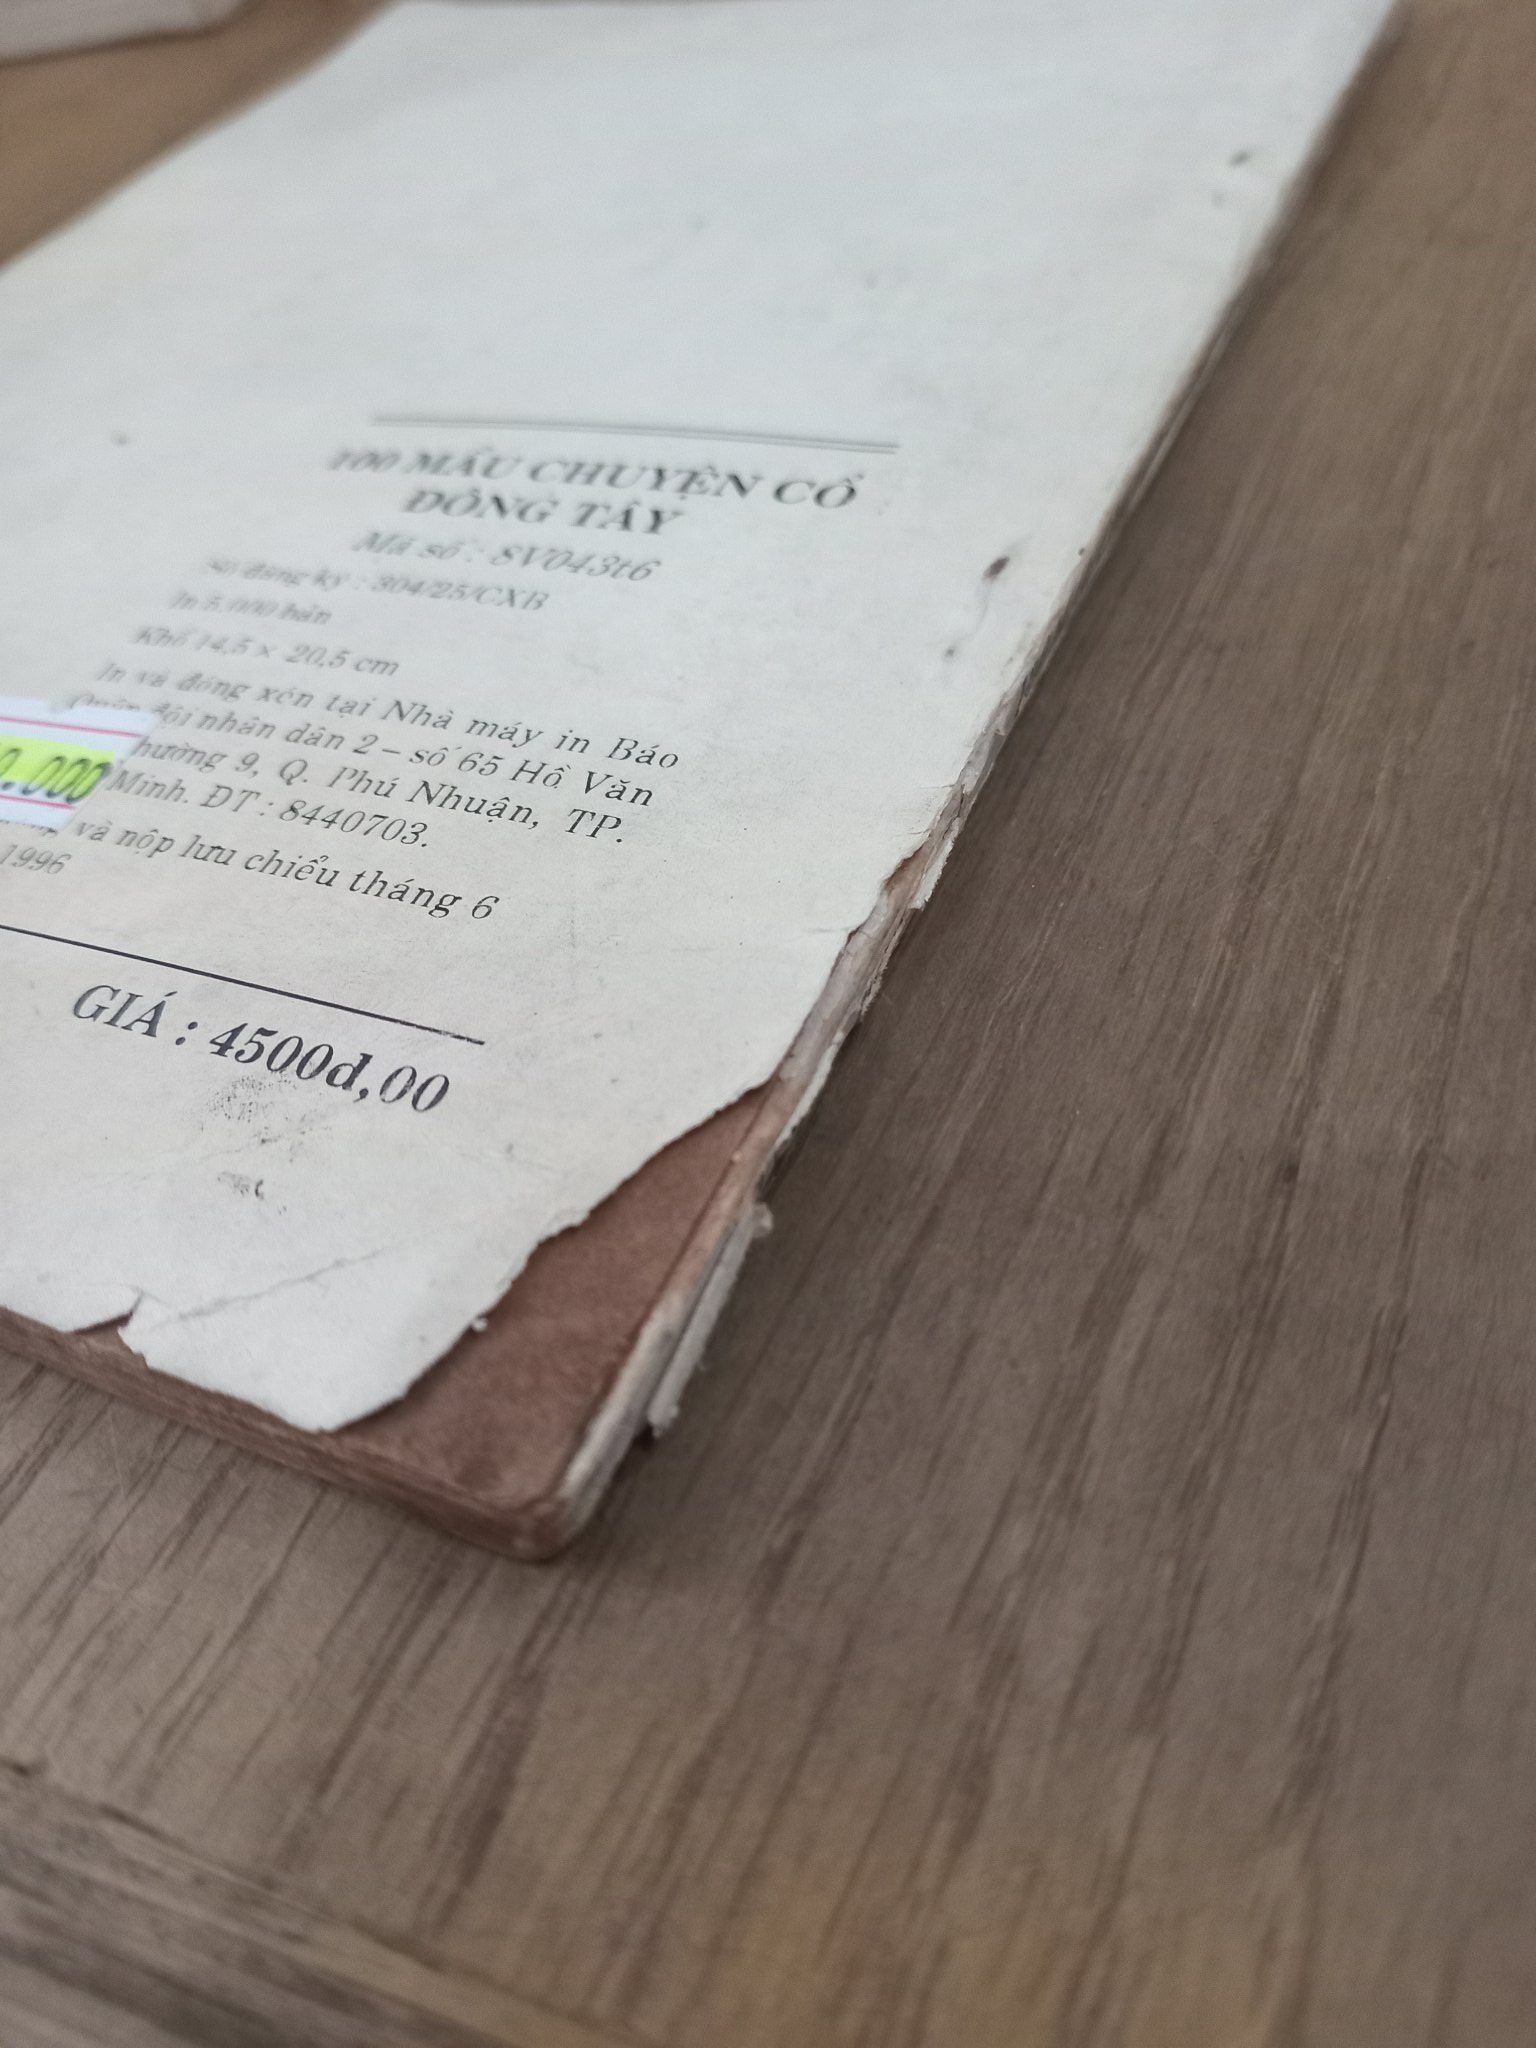 100 MẨU CHUYỆN CỔ
ĐÔNG TÂY
Mã số : 8V043t6
Số đăng ký : 304/25/CXB
In 5.000 bản
Khổ 14,5 × 20,5 cm
In và đóng xén tại Nhà máy in Báo
Quân đội nhân dân 2 – số 65 Hồ Văn
hường 9, Q. Phú Nhuận, TP.
Minh. ĐT : 8440703.
và nộp lưu chiểu tháng 6
1996
0.000
GIÁ : 4500đ,00